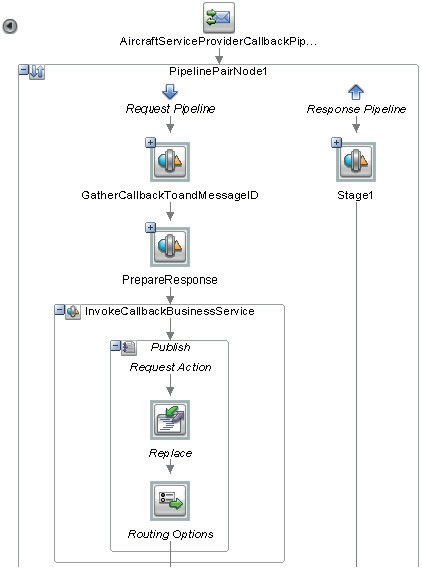 AircraftServiceProviderCallbackPip...
PipelinePairNode1
Request Pipeline
Response Pipeline
GatherCallbackToandMessageID
Stage1
PrepareResponse
InvokeCallbackBusinessService
Publish
Request Action
Replace
Routing Options